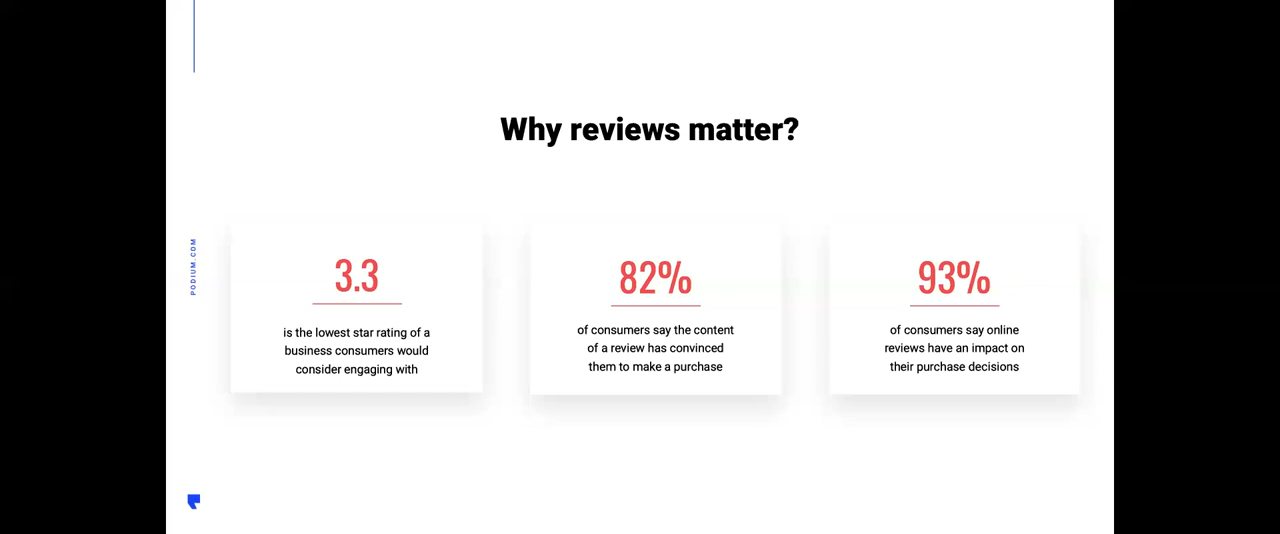 Why reviews matter?
PODIUM.COM
3.3
is the lowest star rating of a
business consumers would
consider engaging with
82%
of consumers say the content
of a review has convinced
them to make a purchase
93%
of consumers say online
reviews have an impact on
their purchase decisions